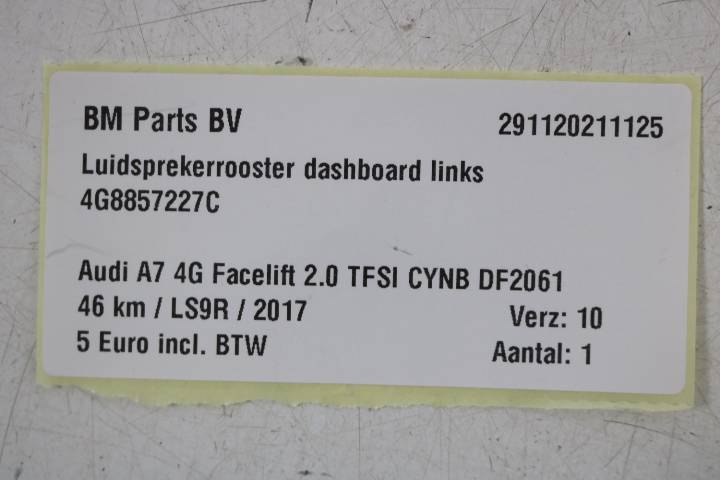 BM Parts BV 291120211125
Luidsprekerrooster dashboard links
4G8857227C
Audi A7 4G Facelift 2.0 TFSI CYNB DF2061
46 km / LS9R / 2017 Verz: 10
5 Euro incl. BTW Aantal: 1